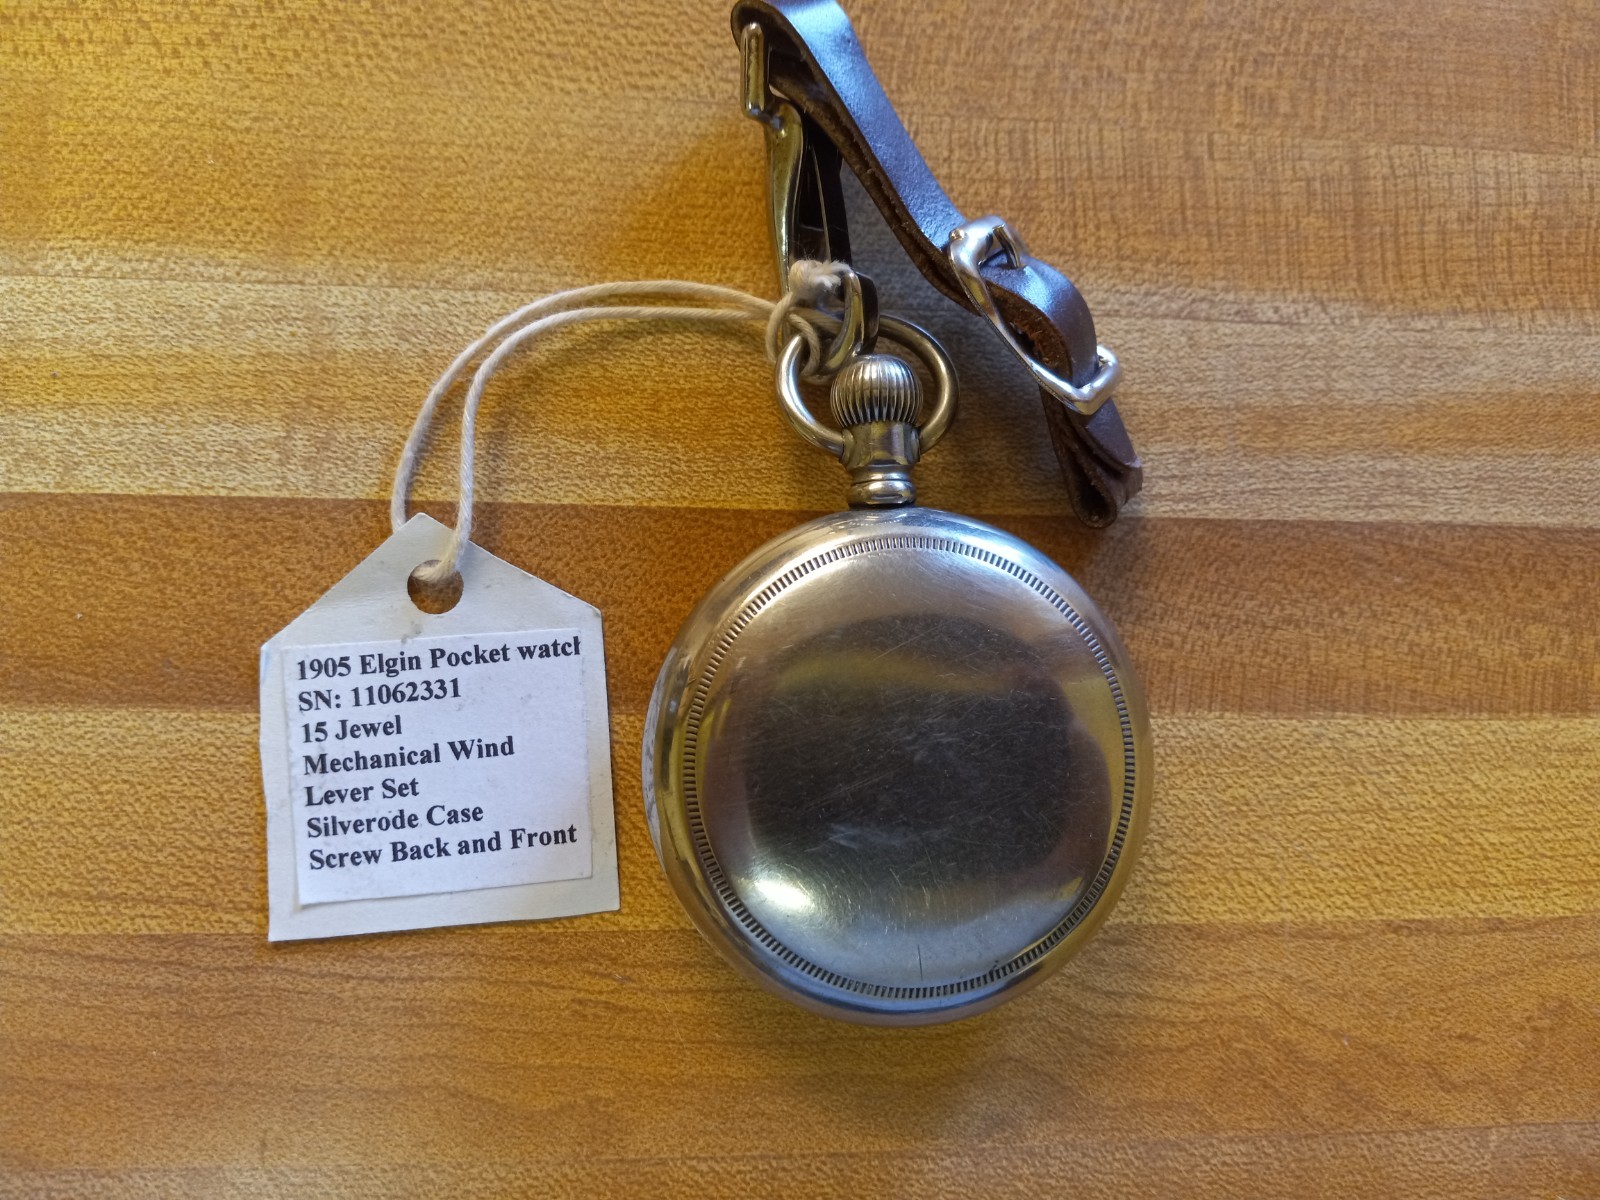 1905 Elgin Pocket watch
SN: 11062331
15 Jewel
Mechanical Wind
Lever Set
Silverode Case
Screw Back and Front